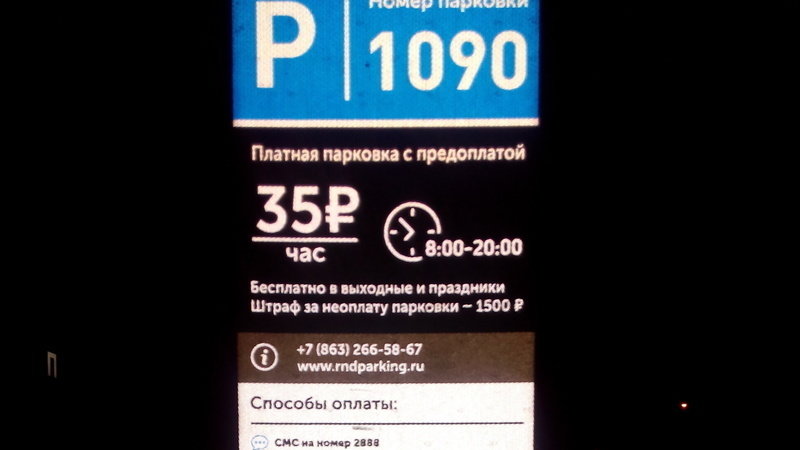 P
Номер парковки
1090
Платная парковка с предоплатой
35₽
час
8:00-20:00
Бесплатно в выходные и праздники
Штраф за неоплату парковки – 1500 ₽
i
+7 (863) 266-58-67
www.rndparking.ru
Способы оплаты:
СМС на номер 2888